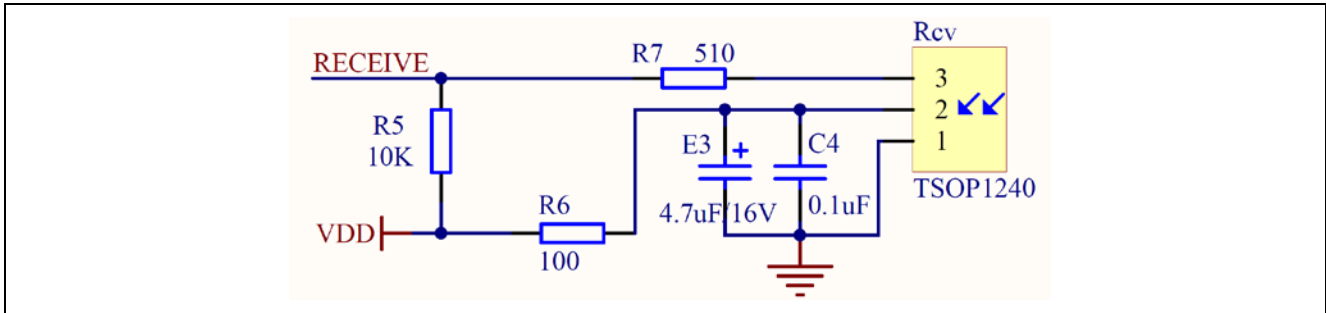 Rcv
R7 510
RECEIVE
3
2
1
R5
10K
E3 +
C4
TSOP1240
4.7uF/16V
0.1uF
R6
VDD
100